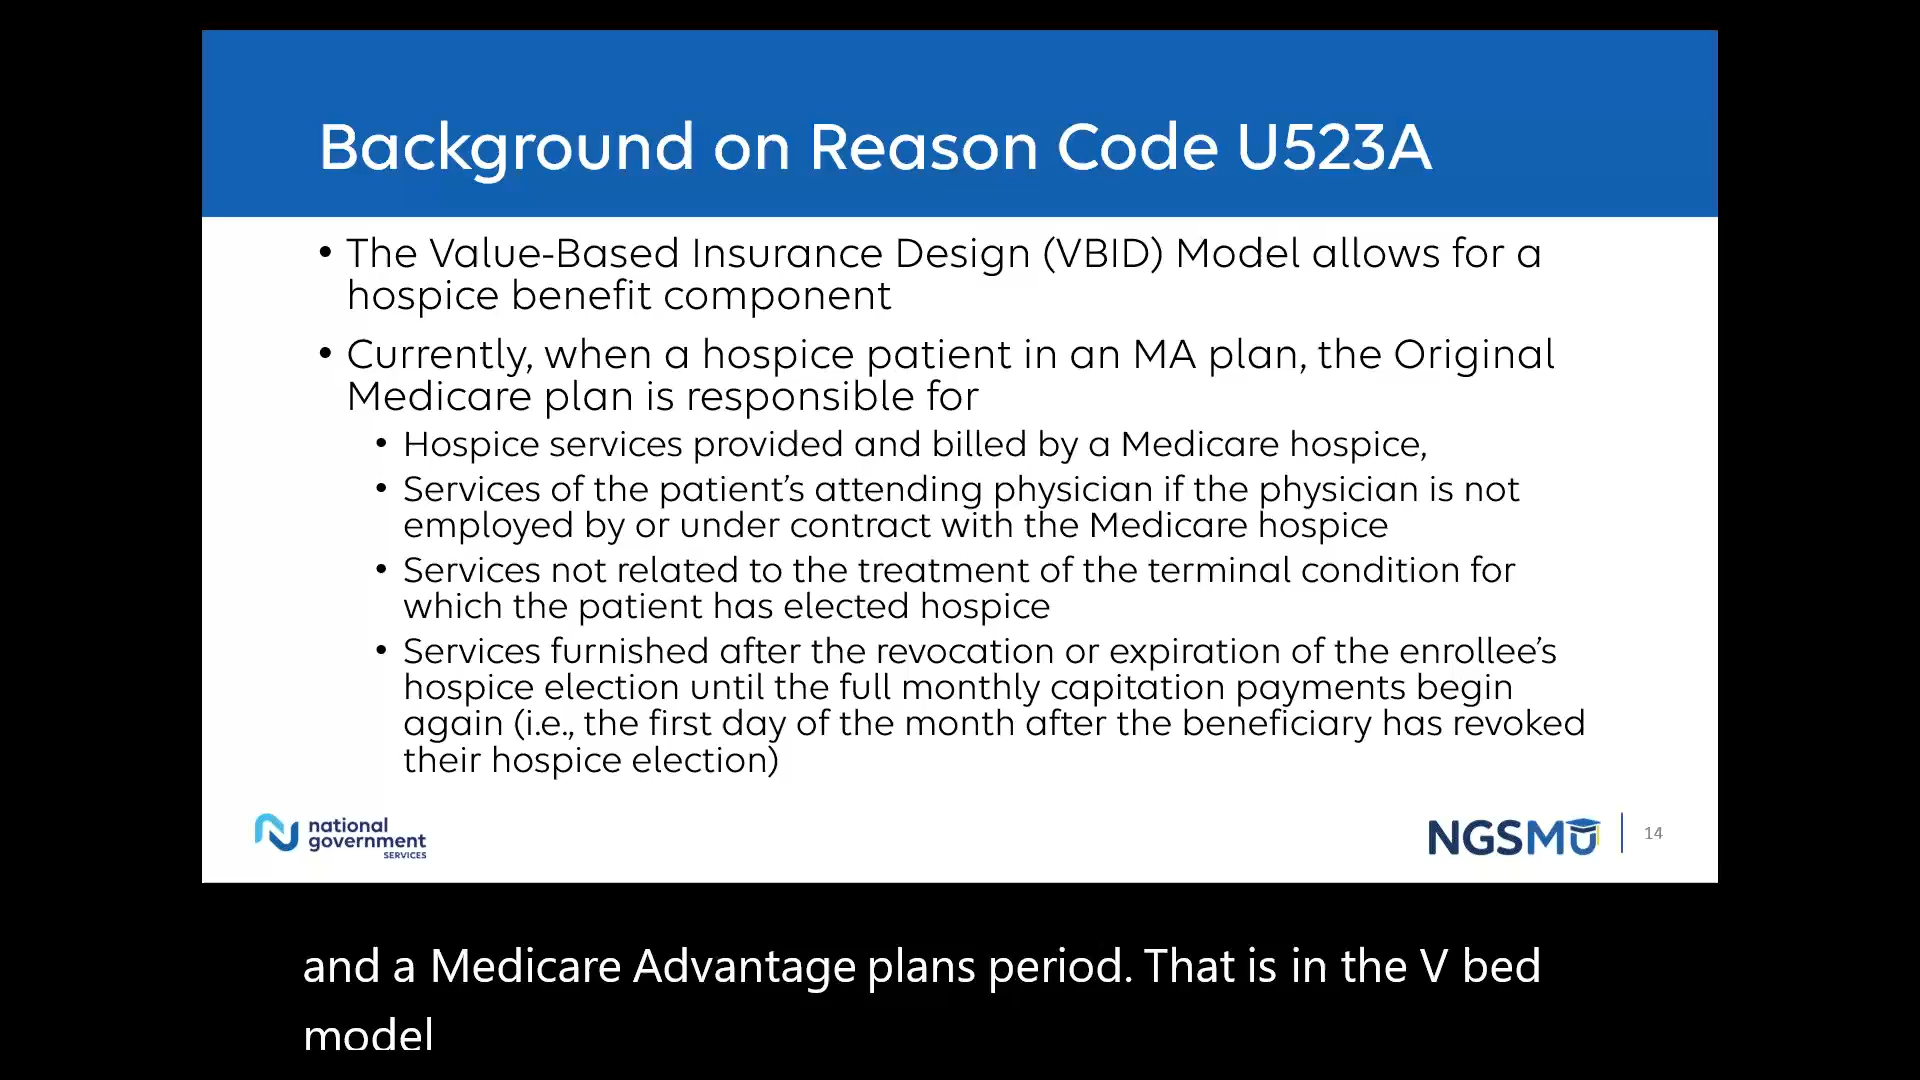 Background on Reason Code U523A
• The Value-Based Insurance Design (VBID) Model allows for a
hospice benefit component
• Currently, when a hospice patient in an MA plan, the Original
Medicare plan is responsible for
• Hospice services provided and billed by a Medicare hospice,
• Services of the patient’s attending physician if the physician is not
employed by or under contract with the Medicare hospice
• Services not related to the treatment of the terminal condition for
which the patient has elected hospice
• Services furnished after the revocation or expiration of the enrollee’s
hospice election until the full monthly capitation payments begin
again (i.e., the first day of the month after the beneficiary has revoked
their hospice election)
national
government
SERVICES
NGSMU
14
and a Medicare Advantage plans period. That is in the V bed
model